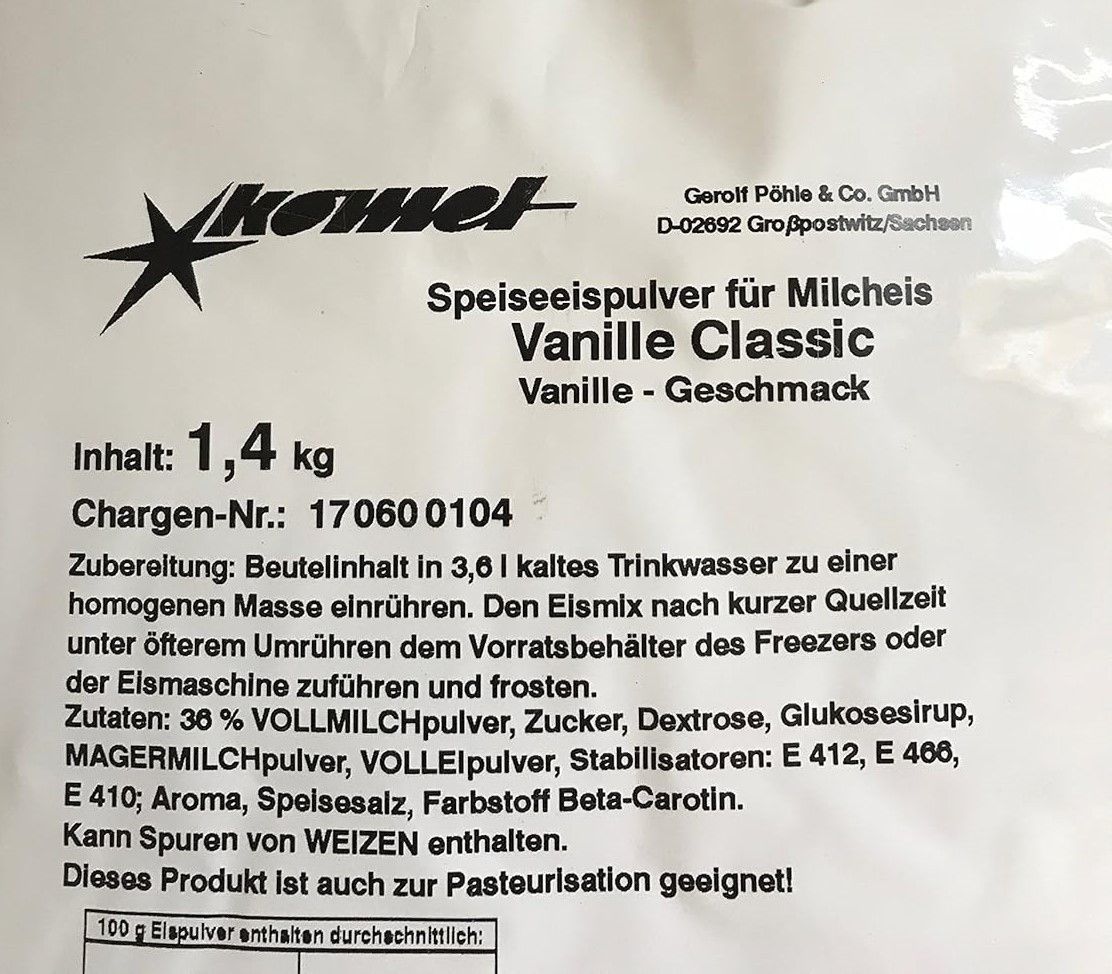 komet
Gerolf Pöhle & Co. GmbH
D-02692 Großpostwitz/Sachsen
Speiseeispulver für Milcheis
Vanille Classic
Vanille - Geschmack
Inhalt: 1,4 kg
Chargen-Nr.: 170600104
Zubereitung: Beutelinhalt in 3,6 l kaltes Trinkwasser zu einer
homogenen Masse einrühren. Den Eismix nach kurzer Quellzeit
unter öfterem Umrühren dem Vorratsbehälter des Freezers oder
der Eismaschine zuführen und frosten.
Zutaten: 36 % VOLLMILCHpulver, Zucker, Dextrose, Glukosesirup,
MAGERMILCHpulver, VOLLEIpulver, Stabilisatoren: E 412, E 466,
E 410; Aroma, Speisesalz, Farbstoff Beta-Carotin.
Kann Spuren von WEIZEN enthalten.
Dieses Produkt ist auch zur Pasteurisation geeignet!
100 g Eispulver enthalten durchschnittlich: